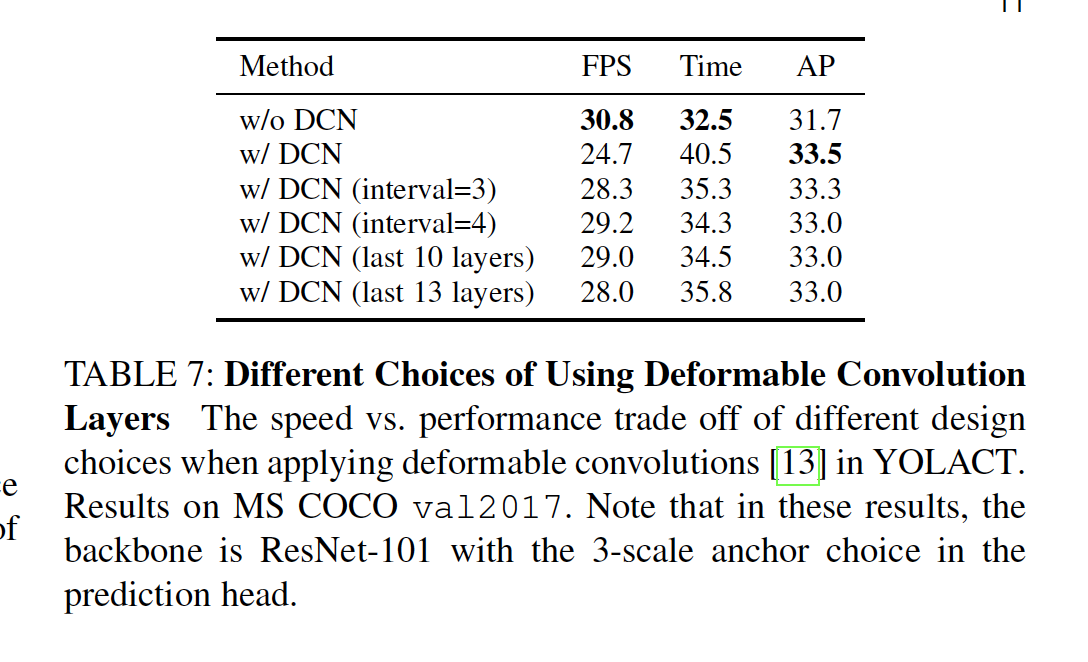 Method FPS Time AP
w/o DCN 30.8 32.5 31.7
w/ DCN 24.7 40.5 33.5
w/ DCN (interval=3) 28.3 35.3 33.3
w/ DCN (interval=4) 29.2 34.3 33.0
w/ DCN (last 10 layers) 29.0 34.5 33.0
w/ DCN (last 13 layers) 28.0 35.8 33.0
TABLE 7: Different Choices of Using Deformable Convolution
Layers The speed vs. performance trade off of different design
choices when applying deformable convolutions [13] in YOLACT.
Results on MS COCO val2017. Note that in these results, the
backbone is ResNet-101 with the 3-scale anchor choice in the
prediction head.